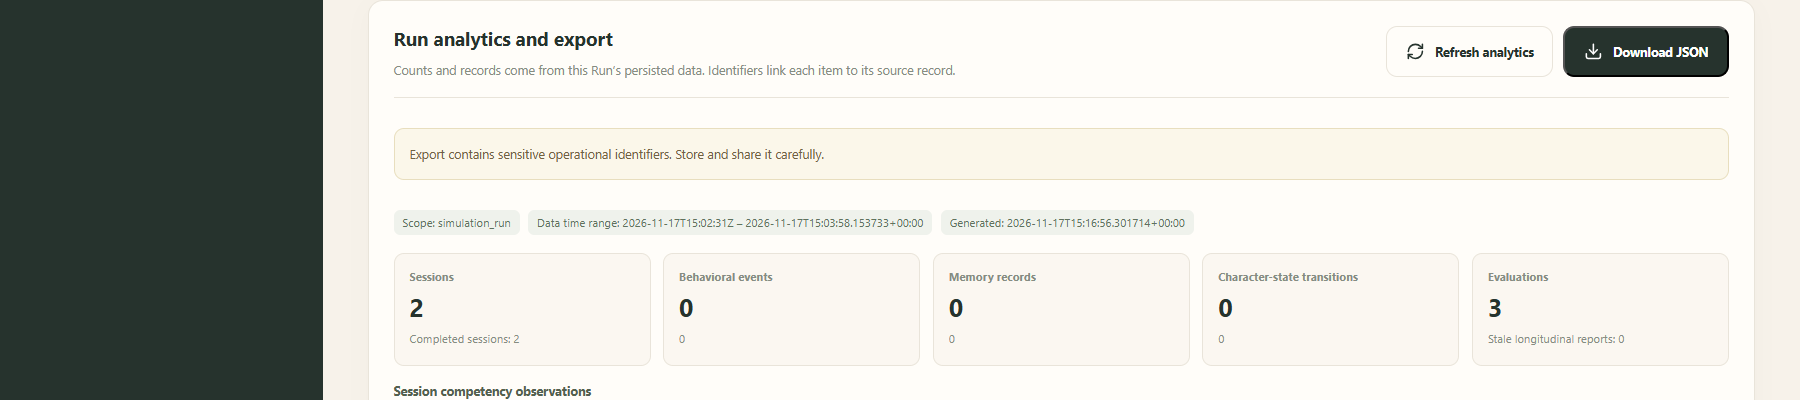 Run analytics and export
Counts and records come from this Run's persisted data. Identifiers link each item to its source record.
Refresh analytics
Download JSON
Export contains sensitive operational identifiers. Store and share it carefully.
Scope: simulation_run
Data time range: 2026-11-17T15:02:31Z – 2026-11-17T15:03:58.153733+00:00
Generated: 2026-11-17T15:16:56.301714+00:00
Sessions
2
Completed sessions: 2
Behavioral events
0
0
Memory records
0
0
Character-state transitions
0
0
Evaluations
3
Stale longitudinal reports: 0
Session competency observations